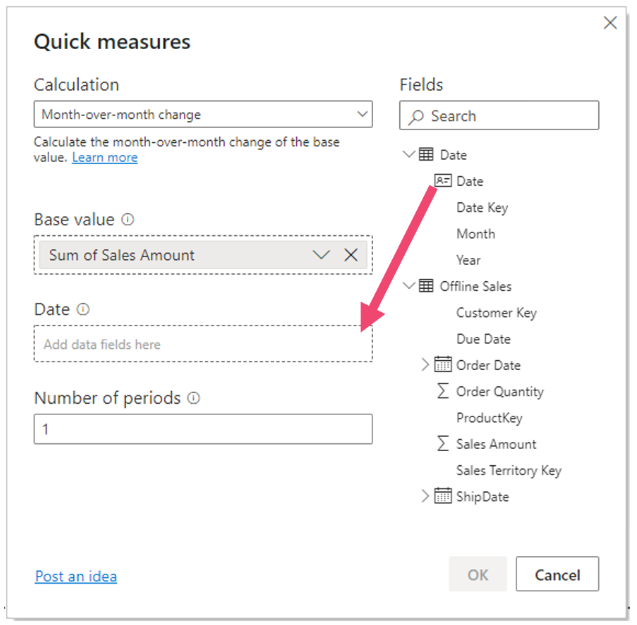 Quick measures
Calculation
Month-over-month change
Calculate the month-over-month change of the base
value. Learn more
Base value
Sum of Sales Amount
Date
Add data fields here
Number of periods
1
Post an idea
Fields
Search
Date
Date
Date Key
Month
Year
Offline Sales
Customer Key
Due Date
Order Date
Order Quantity
ProductKey
Sales Amount
Sales Territory Key
ShipDate
OK
Cancel